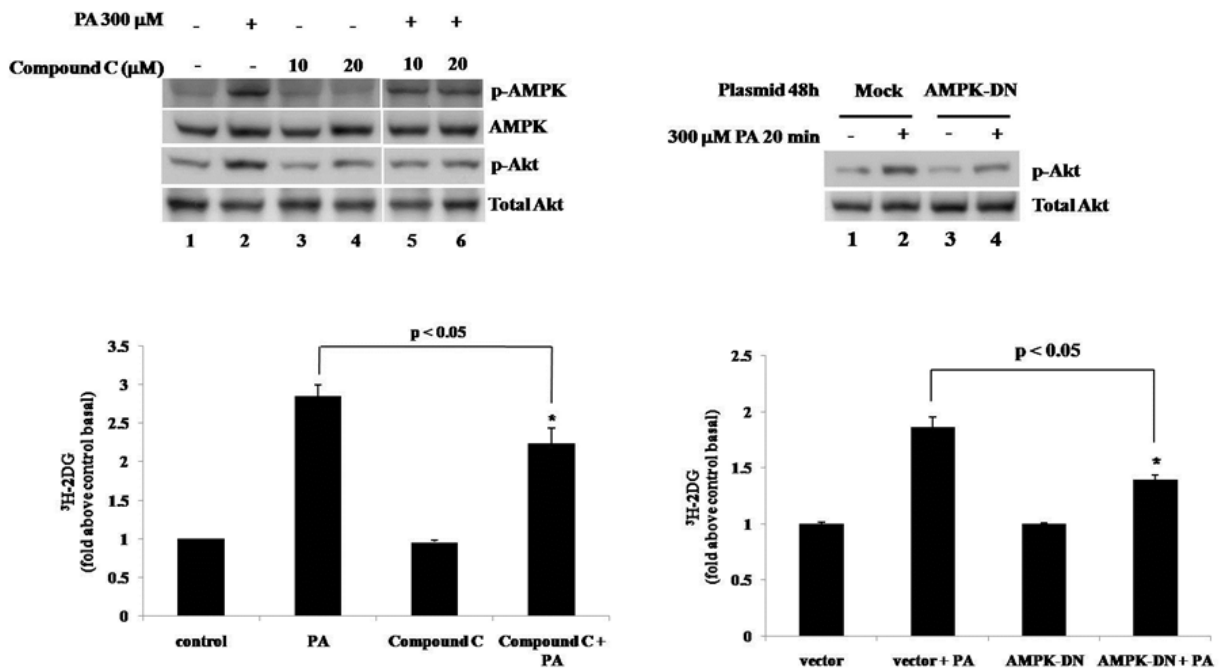 PA 300 µM - + - - + +
Compound C (µM) - - 10 20 10 20
p-AMPK
AMPK
p-Akt
Total Akt
1 2 3 4 5 6
Plasmid 48h Mock AMPK-DN
300 µM PA 20 min - + - +
p-Akt
Total Akt
1 2 3 4
p < 0.05
3.5
3
2.5
2
1.5
1
0.5
0
³H-2DG
(fold above control basal)
*
control PA Compound C Compound C +
PA
p < 0.05
2.5
2
1.5
1
0.5
0
³H-2DG
(fold above control basal)
*
vector vector + PA AMPK-DN AMPK-DN + PA